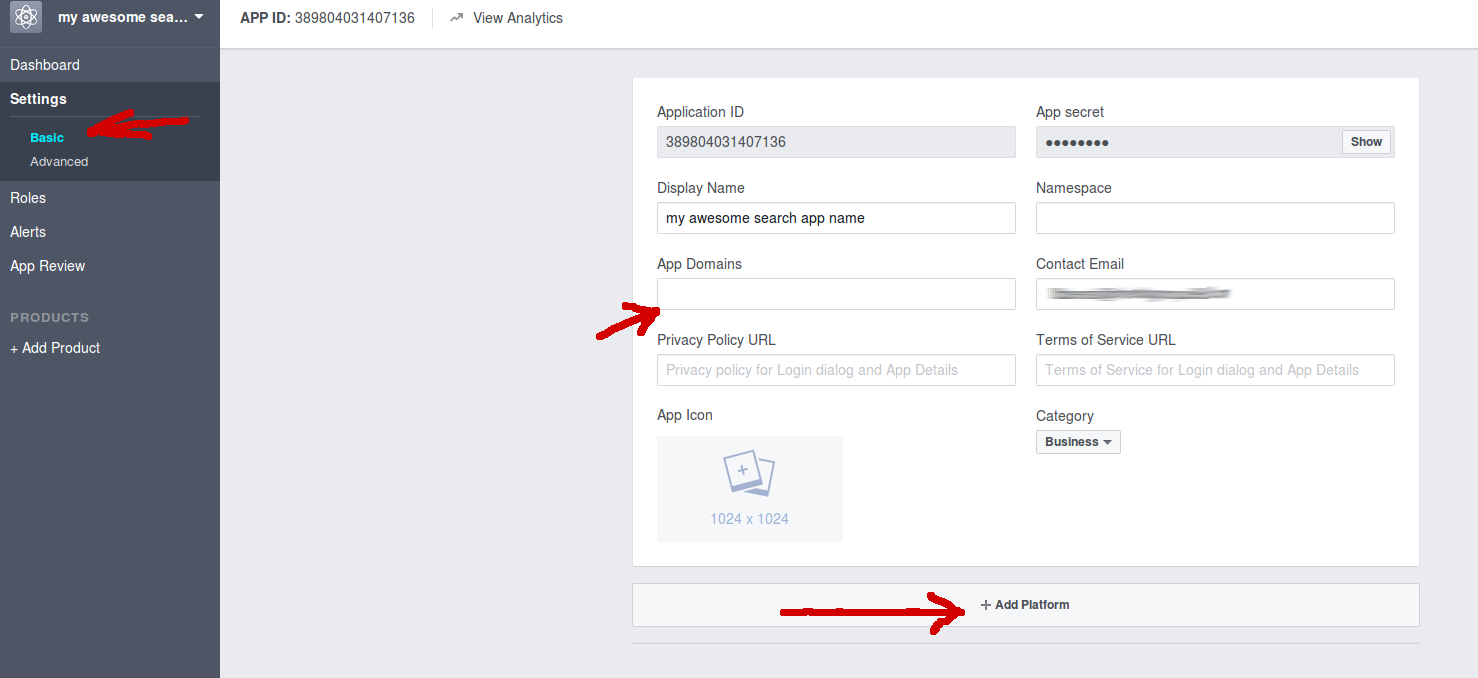 my awesome sea...
APP ID: 389804031407136
View Analytics
Dashboard
Settings
Basic
Advanced
Roles
Alerts
App Review
PRODUCTS
+ Add Product
Application ID
389804031407136
App secret
●●●●●●●●
Show
Display Name
my awesome search app name
Namespace
App Domains
Contact Email
Privacy Policy URL
Privacy policy for Login dialog and App Details
Terms of Service URL
Terms of Service for Login dialog and App Details
App Icon
1024 x 1024
Category
Business
+ Add Platform